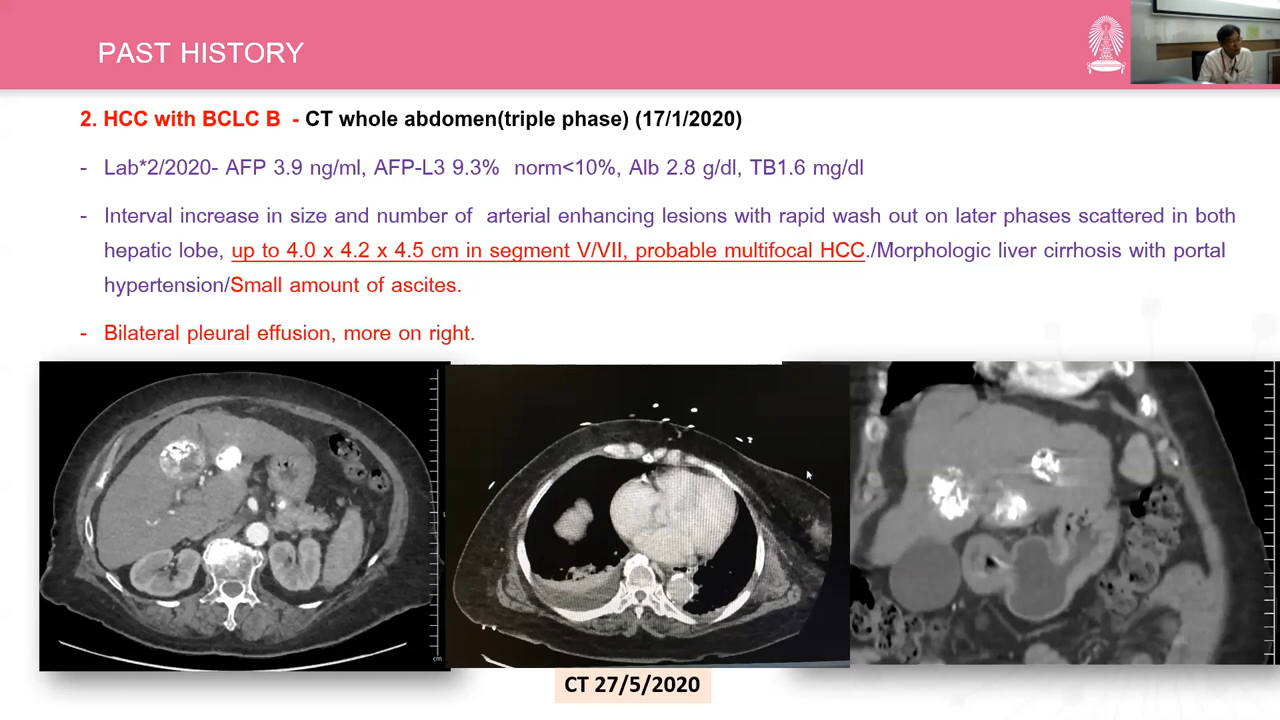 PAST HISTORY
2. HCC with BCLC B - CT whole abdomen(triple phase) (17/1/2020)
- Lab*2/2020- AFP 3.9 ng/ml, AFP-L3 9.3% norm<10%, Alb 2.8 g/dl, TB1.6 mg/dl
- Interval increase in size and number of arterial enhancing lesions with rapid wash out on later phases scattered in both
hepatic lobe, up to 4.0 x 4.2 x 4.5 cm in segment V/VII, probable multifocal HCC./Morphologic liver cirrhosis with portal
hypertension/Small amount of ascites.
- Bilateral pleural effusion, more on right.
cm
CT 27/5/2020